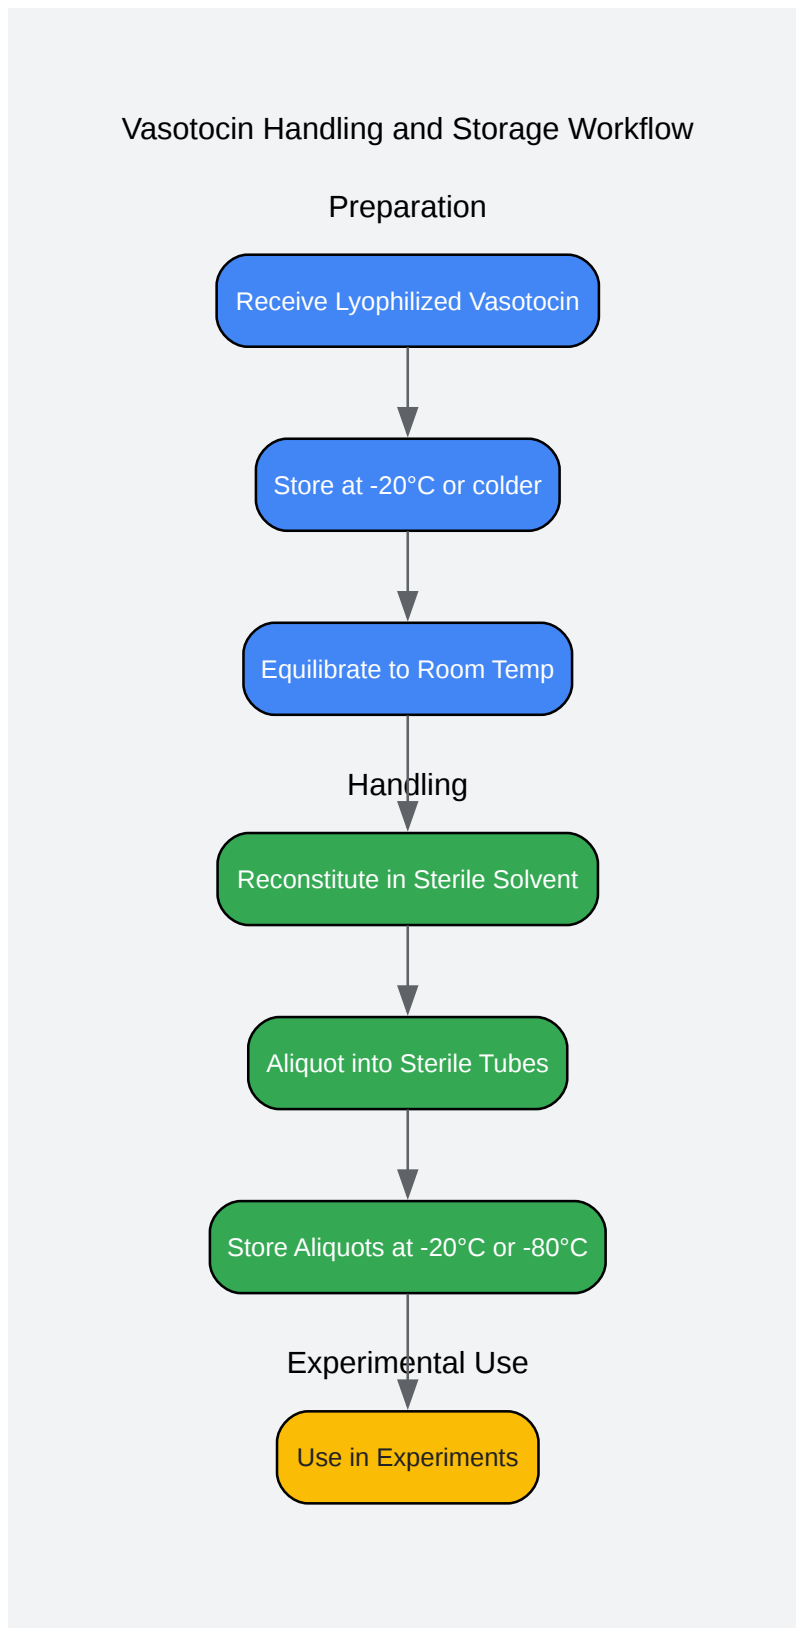 Vasotocin Handling and Storage Workflow
Preparation
Receive Lyophilized Vasotocin
Store at -20°C or colder
Equilibrate to Room Temp
Handling
Reconstitute in Sterile Solvent
Aliquot into Sterile Tubes
Store Aliquots at -20°C or -80°C
Experimental Use
Use in Experiments